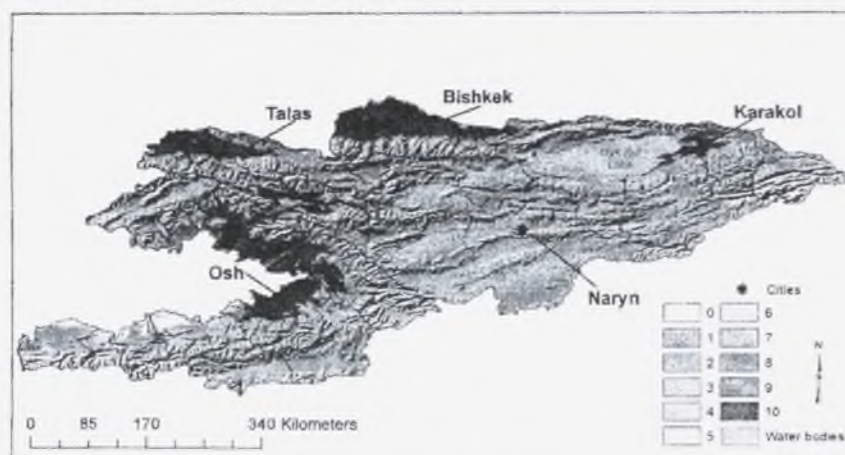 Bishkek
Talas
Karakol
Osh
Naryn
Cities
0 6
1 7
2 8
3 9
4 10
5 Water bodies
N
0 85 170 340 Kilometers